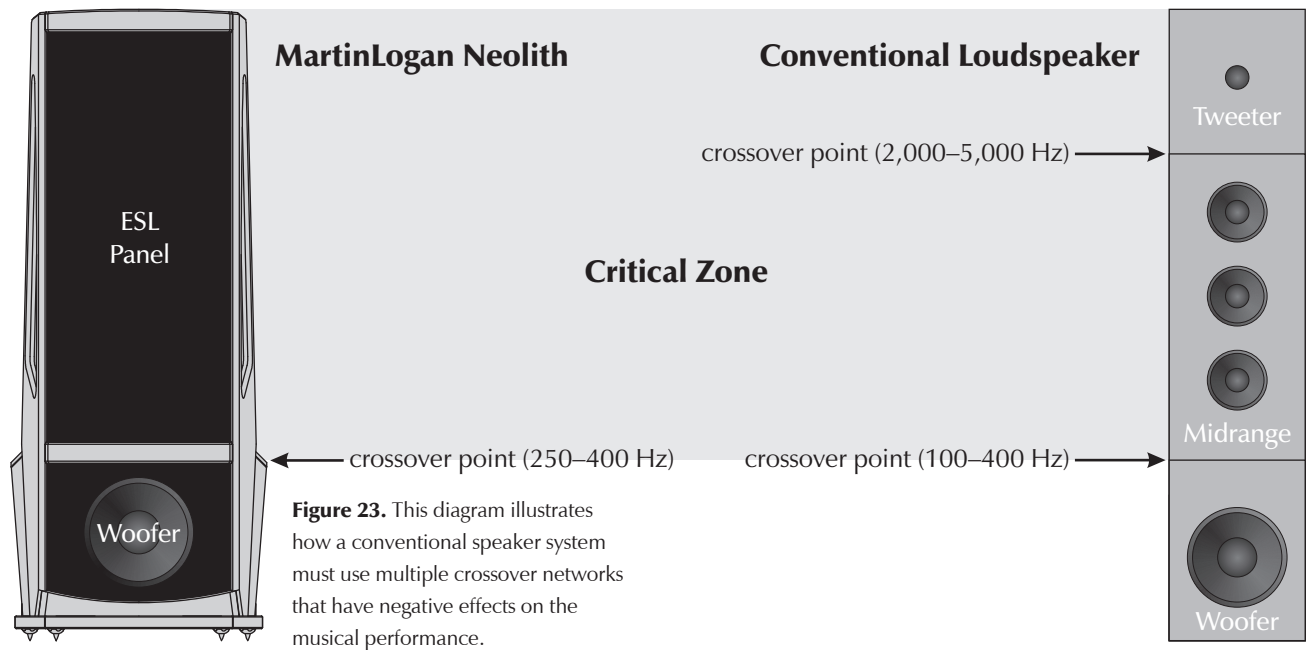 MartinLogan Neolith
Conventional Loudspeaker
Tweeter
crossover point (2,000–5,000 Hz)
ESL
Panel
Critical Zone
Midrange
crossover point (250–400 Hz)
crossover point (100–400 Hz)
Woofer
Figure 23. This diagram illustrates
how a conventional speaker system
must use multiple crossover networks
that have negative effects on the
musical performance.
Woofer